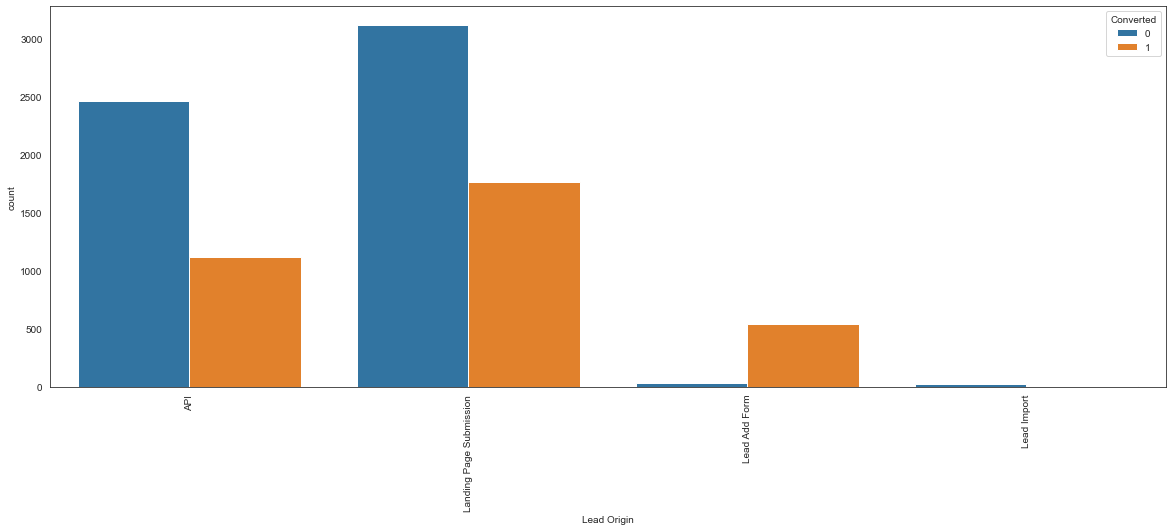 Converted
0
1
3000
2500
2000
1500
1000
500
0
count
API
Landing Page Submission
Lead Add Form
Lead Import
Lead Origin